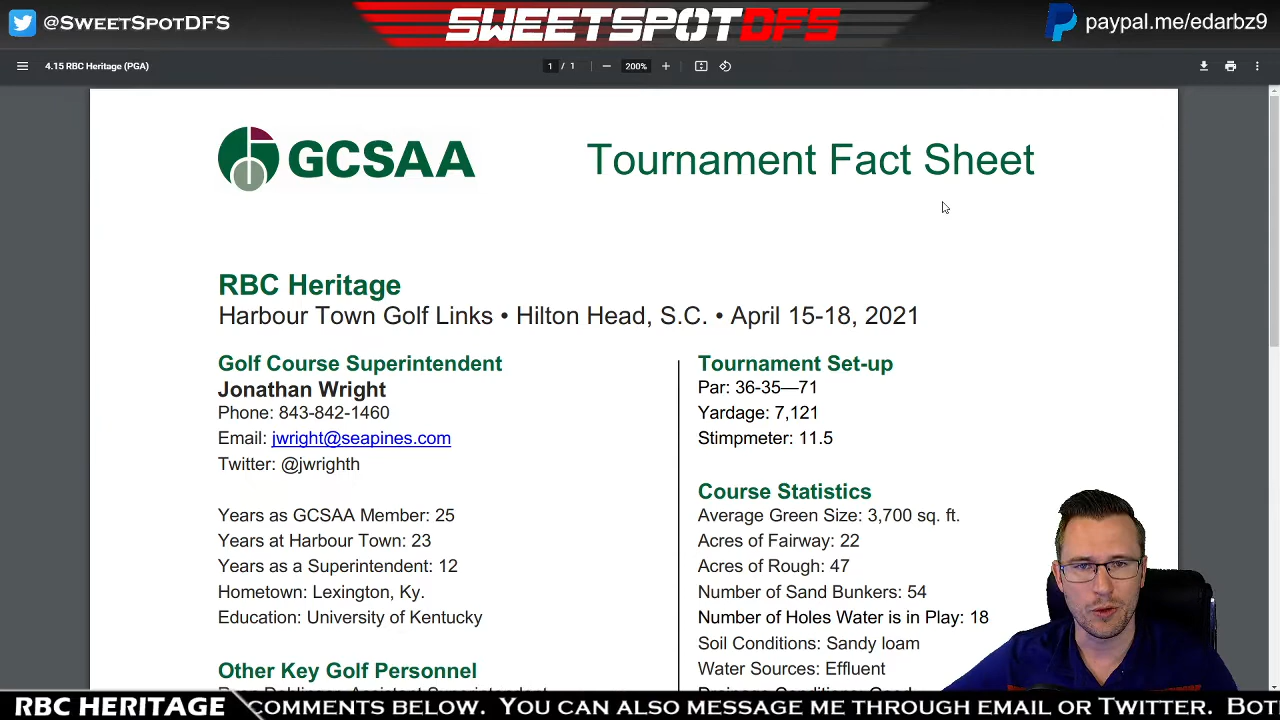 @SWEETSPOTDFS
SWEETSPOTDFS
paypal.me/edarbz9
4.15 RBC Heritage (PGA)
1 / 1
200%
GCSAA
Tournament Fact Sheet
RBC Heritage
Harbour Town Golf Links • Hilton Head, S.C. • April 15-18, 2021
Golf Course Superintendent
Jonathan Wright
Phone: 843-842-1460
Email: jwright@seapines.com
Twitter: @jwrighth
Years as GCSAA Member: 25
Years at Harbour Town: 23
Years as a Superintendent: 12
Hometown: Lexington, Ky.
Education: University of Kentucky
Other Key Golf Personnel
Tournament Set-up
Par: 36-35—71
Yardage: 7,121
Stimpmeter: 11.5
Course Statistics
Average Green Size: 3,700 sq. ft.
Acres of Fairway: 22
Acres of Rough: 47
Number of Sand Bunkers: 54
Number of Holes Water is in Play: 18
Soil Conditions: Sandy loam
Water Sources: Effluent
Drainage Conditions: Good
RBC HERITAGE
COMMENTS BELOW. YOU CAN ALSO MESSAGE ME THROUGH EMAIL OR TWITTER. BOT